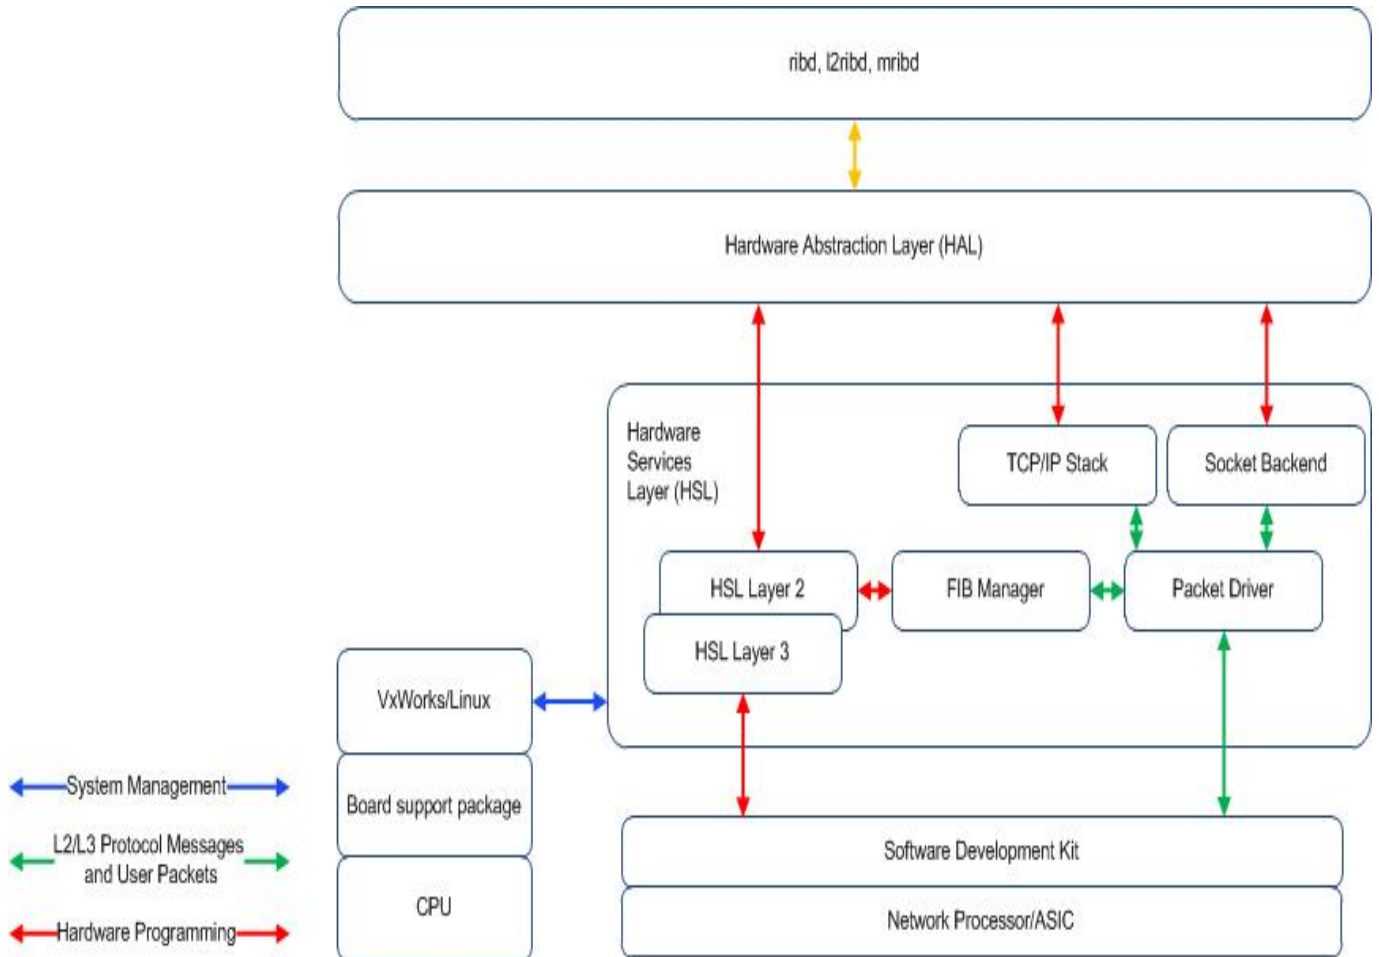 ribd, l2ribd, mribd
Hardware Abstraction Layer (HAL)
Hardware
Services
Layer (HSL)
TCP/IP Stack
Socket Backend
HSL Layer 2
FIB Manager
Packet Driver
HSL Layer 3
VxWorks/Linux
Board support package
CPU
Software Development Kit
Network Processor/ASIC
System Management
L2/L3 Protocol Messages
and User Packets
Hardware Programming